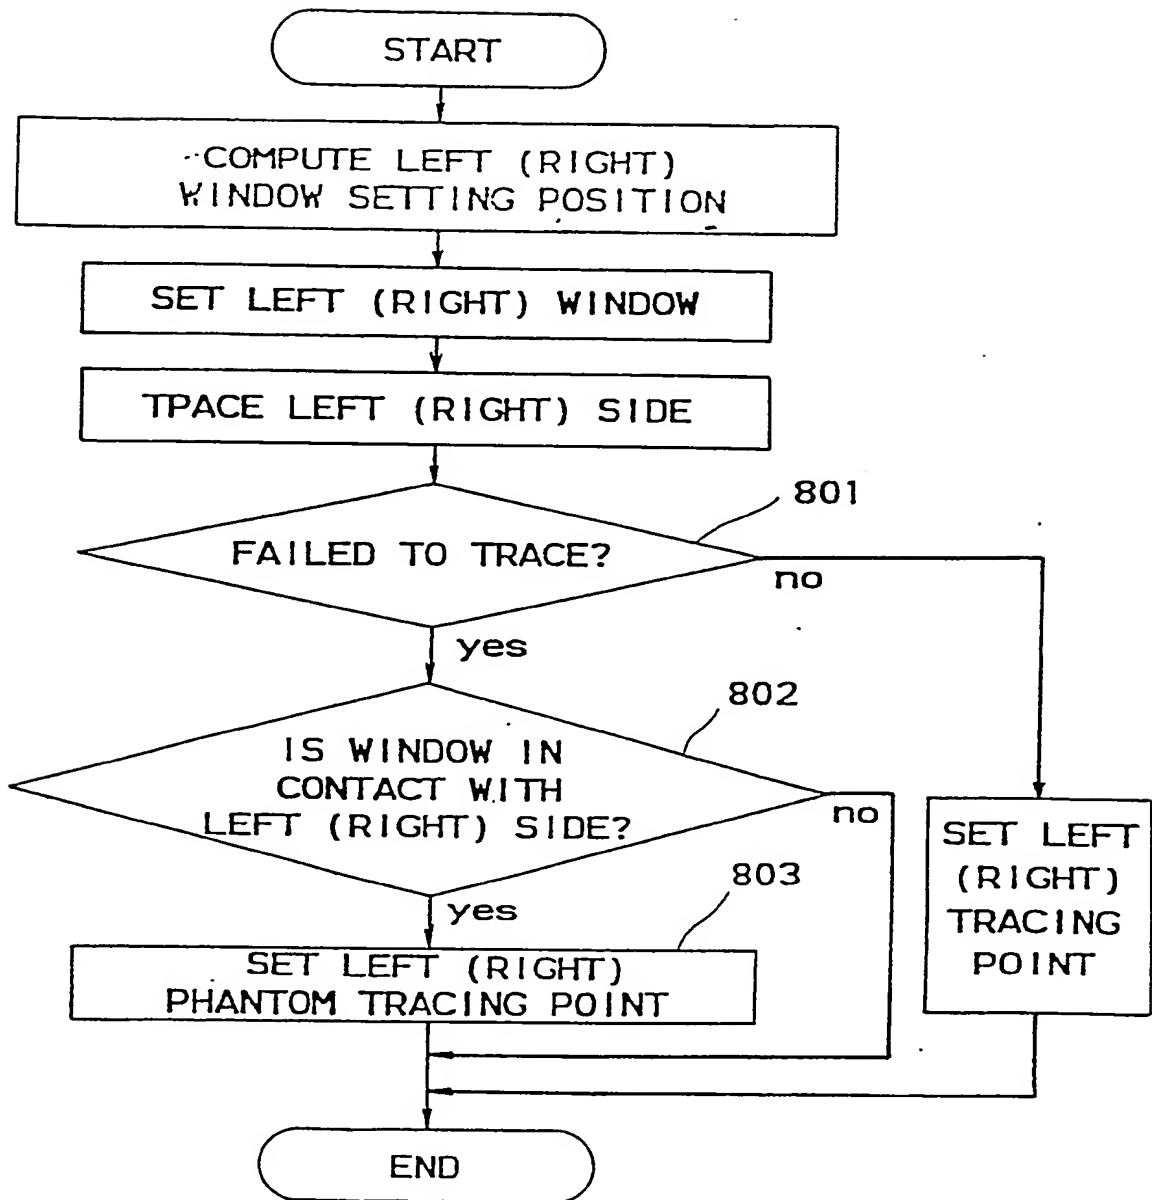 START
COMPUTE LEFT (RIGHT)
WINDOW SETTING POSITION
SET LEFT (RIGHT) WINDOW
TPACE LEFT (RIGHT) SIDE
801
FAILED TO TRACE?
no
yes
802
IS WINDOW IN
CONTACT WITH
LEFT (RIGHT) SIDE?
no
yes
SET LEFT
(RIGHT)
TRACING
POINT
803
SET LEFT (RIGHT)
PHANTOM TRACING POINT
END